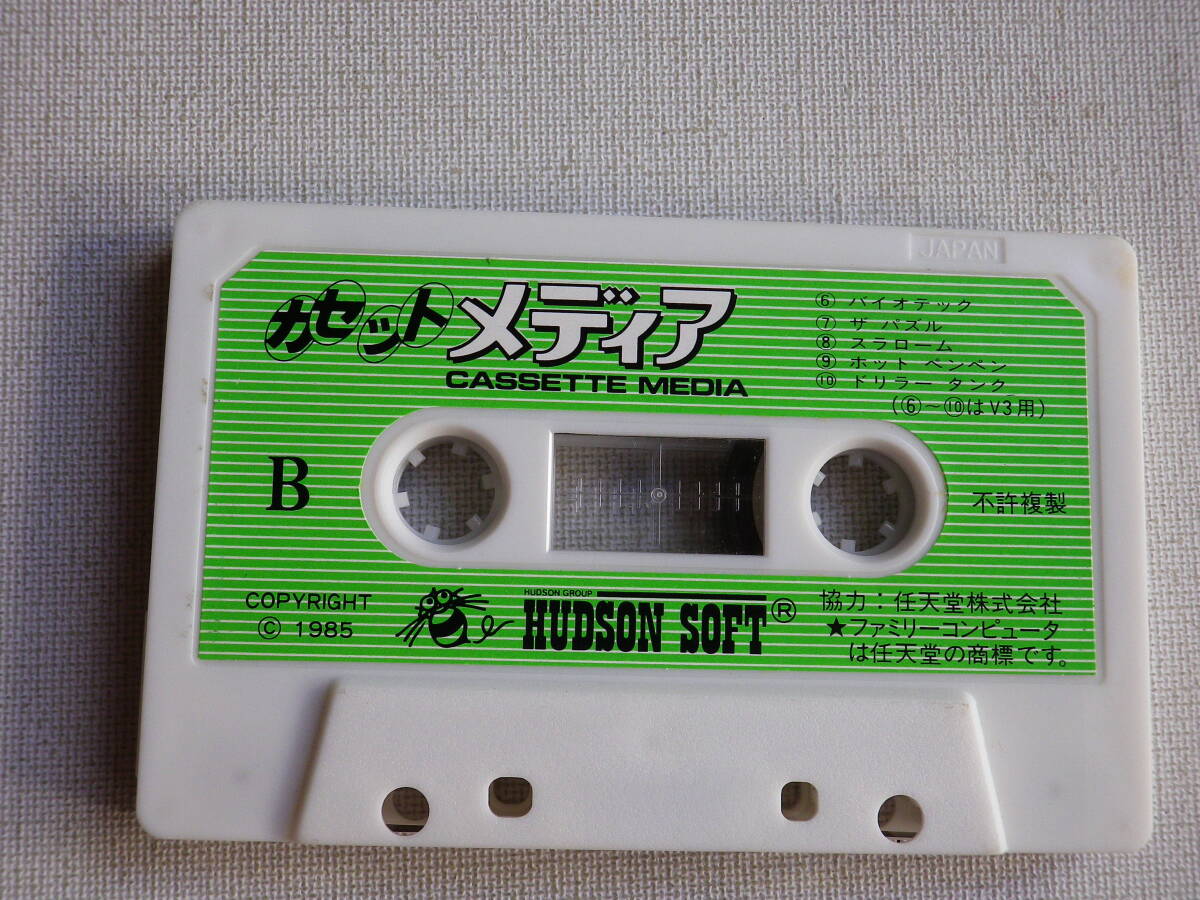 JAPAN
カセットメディア
CASSETTE MEDIA
⑥ バイオテック
⑦ ザ パズル
⑧ スラローム
⑨ ホット ペンペン
⑩ ドリラー タンク
(⑥～⑩はV3用)
B
不許複製
COPYRIGHT
© 1985
HUDSON GROUP
HUDSON SOFT®
協力：任天堂株式会社
★ファミリーコンピュータ
は任天堂の商標です。